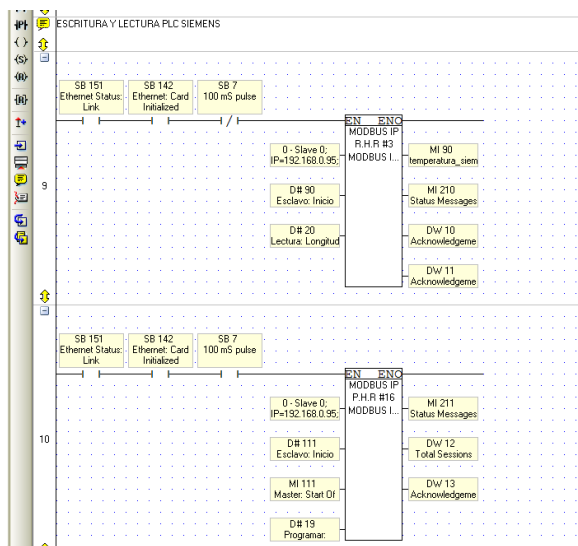 ESCRITURA Y LECTURA PLC SIEMENS
SB 151 SB 142 SB 7
Ethernet Status: Ethernet: Card 100 mS pulse
Link Initialized
EN ENO
MODBUS IP
R.H.R #3
MODBUS I...
0 - Slave 0;
IP=192.168.0.95;
MI 90
temperatura_siem
9
D# 90
Esclavo: Inicio
MI 210
Status Messages
D# 20
Lectura: Longitud
DW 10
Acknowledgeme
DW 11
Acknowledgeme
SB 151 SB 142 SB 7
Ethernet Status: Ethernet: Card 100 mS pulse
Link Initialized
EN ENO
MODBUS IP
P.H.R #16
MODBUS I...
0 - Slave 0;
IP=192.168.0.95;
MI 211
Status Messages
10
D# 111
Esclavo: Inicio
DW 12
Total Sessions
MI 111
Master: Start Of
DW 13
Acknowledgeme
D# 19
Programar: